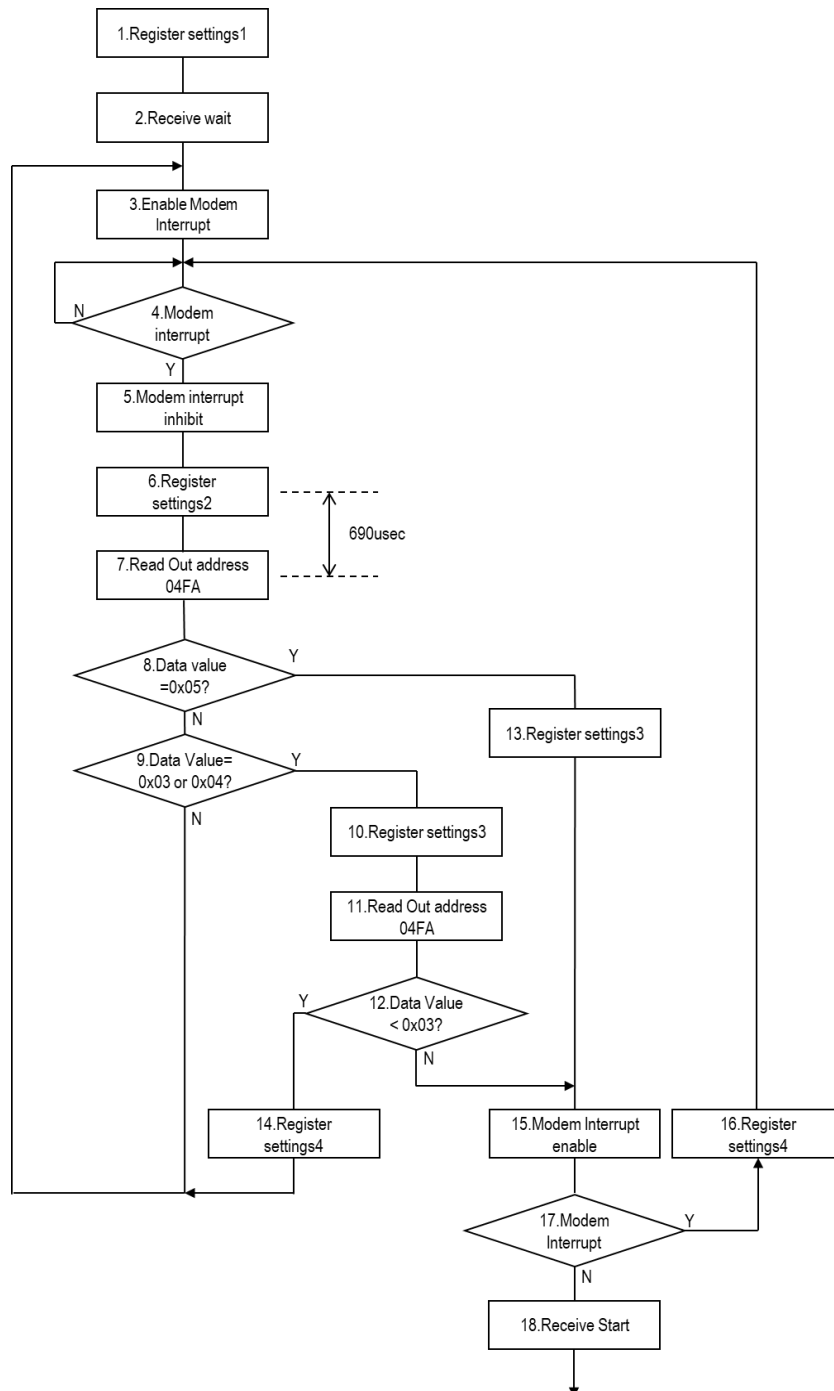 1.Register settings1
2.Receive wait
3.Enable Modem
Interrupt
N
4.Modem
interrupt
Y
5.Modem interrupt
inhibit
6.Register
settings2
690usec
7.Read Out address
04FA
8.Data value
=0x05?
Y
N
13.Register settings3
9.Data Value=
0x03 or 0x04?
Y
N
10.Register settings3
11.Read Out address
04FA
Y
12.Data Value
< 0x03?
N
14.Register
settings4
15.Modem Interrupt
enable
16.Register
settings4
17.Modem
Interrupt
Y
N
18.Receive Start